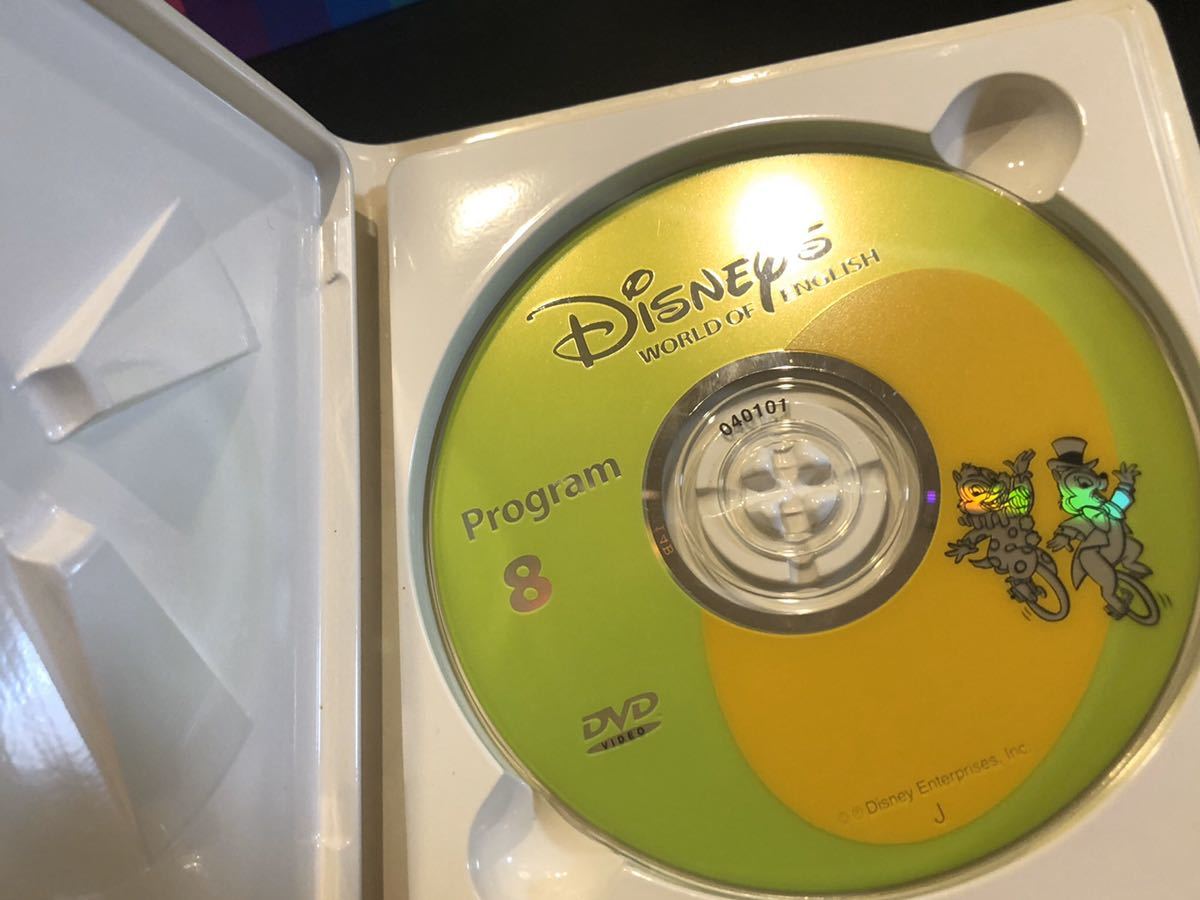 DISNEY'S
WORLD OF ENGLISH
040101
Program
8
DVD
VIDEO
© ℗ Disney Enterprises, Inc.
J